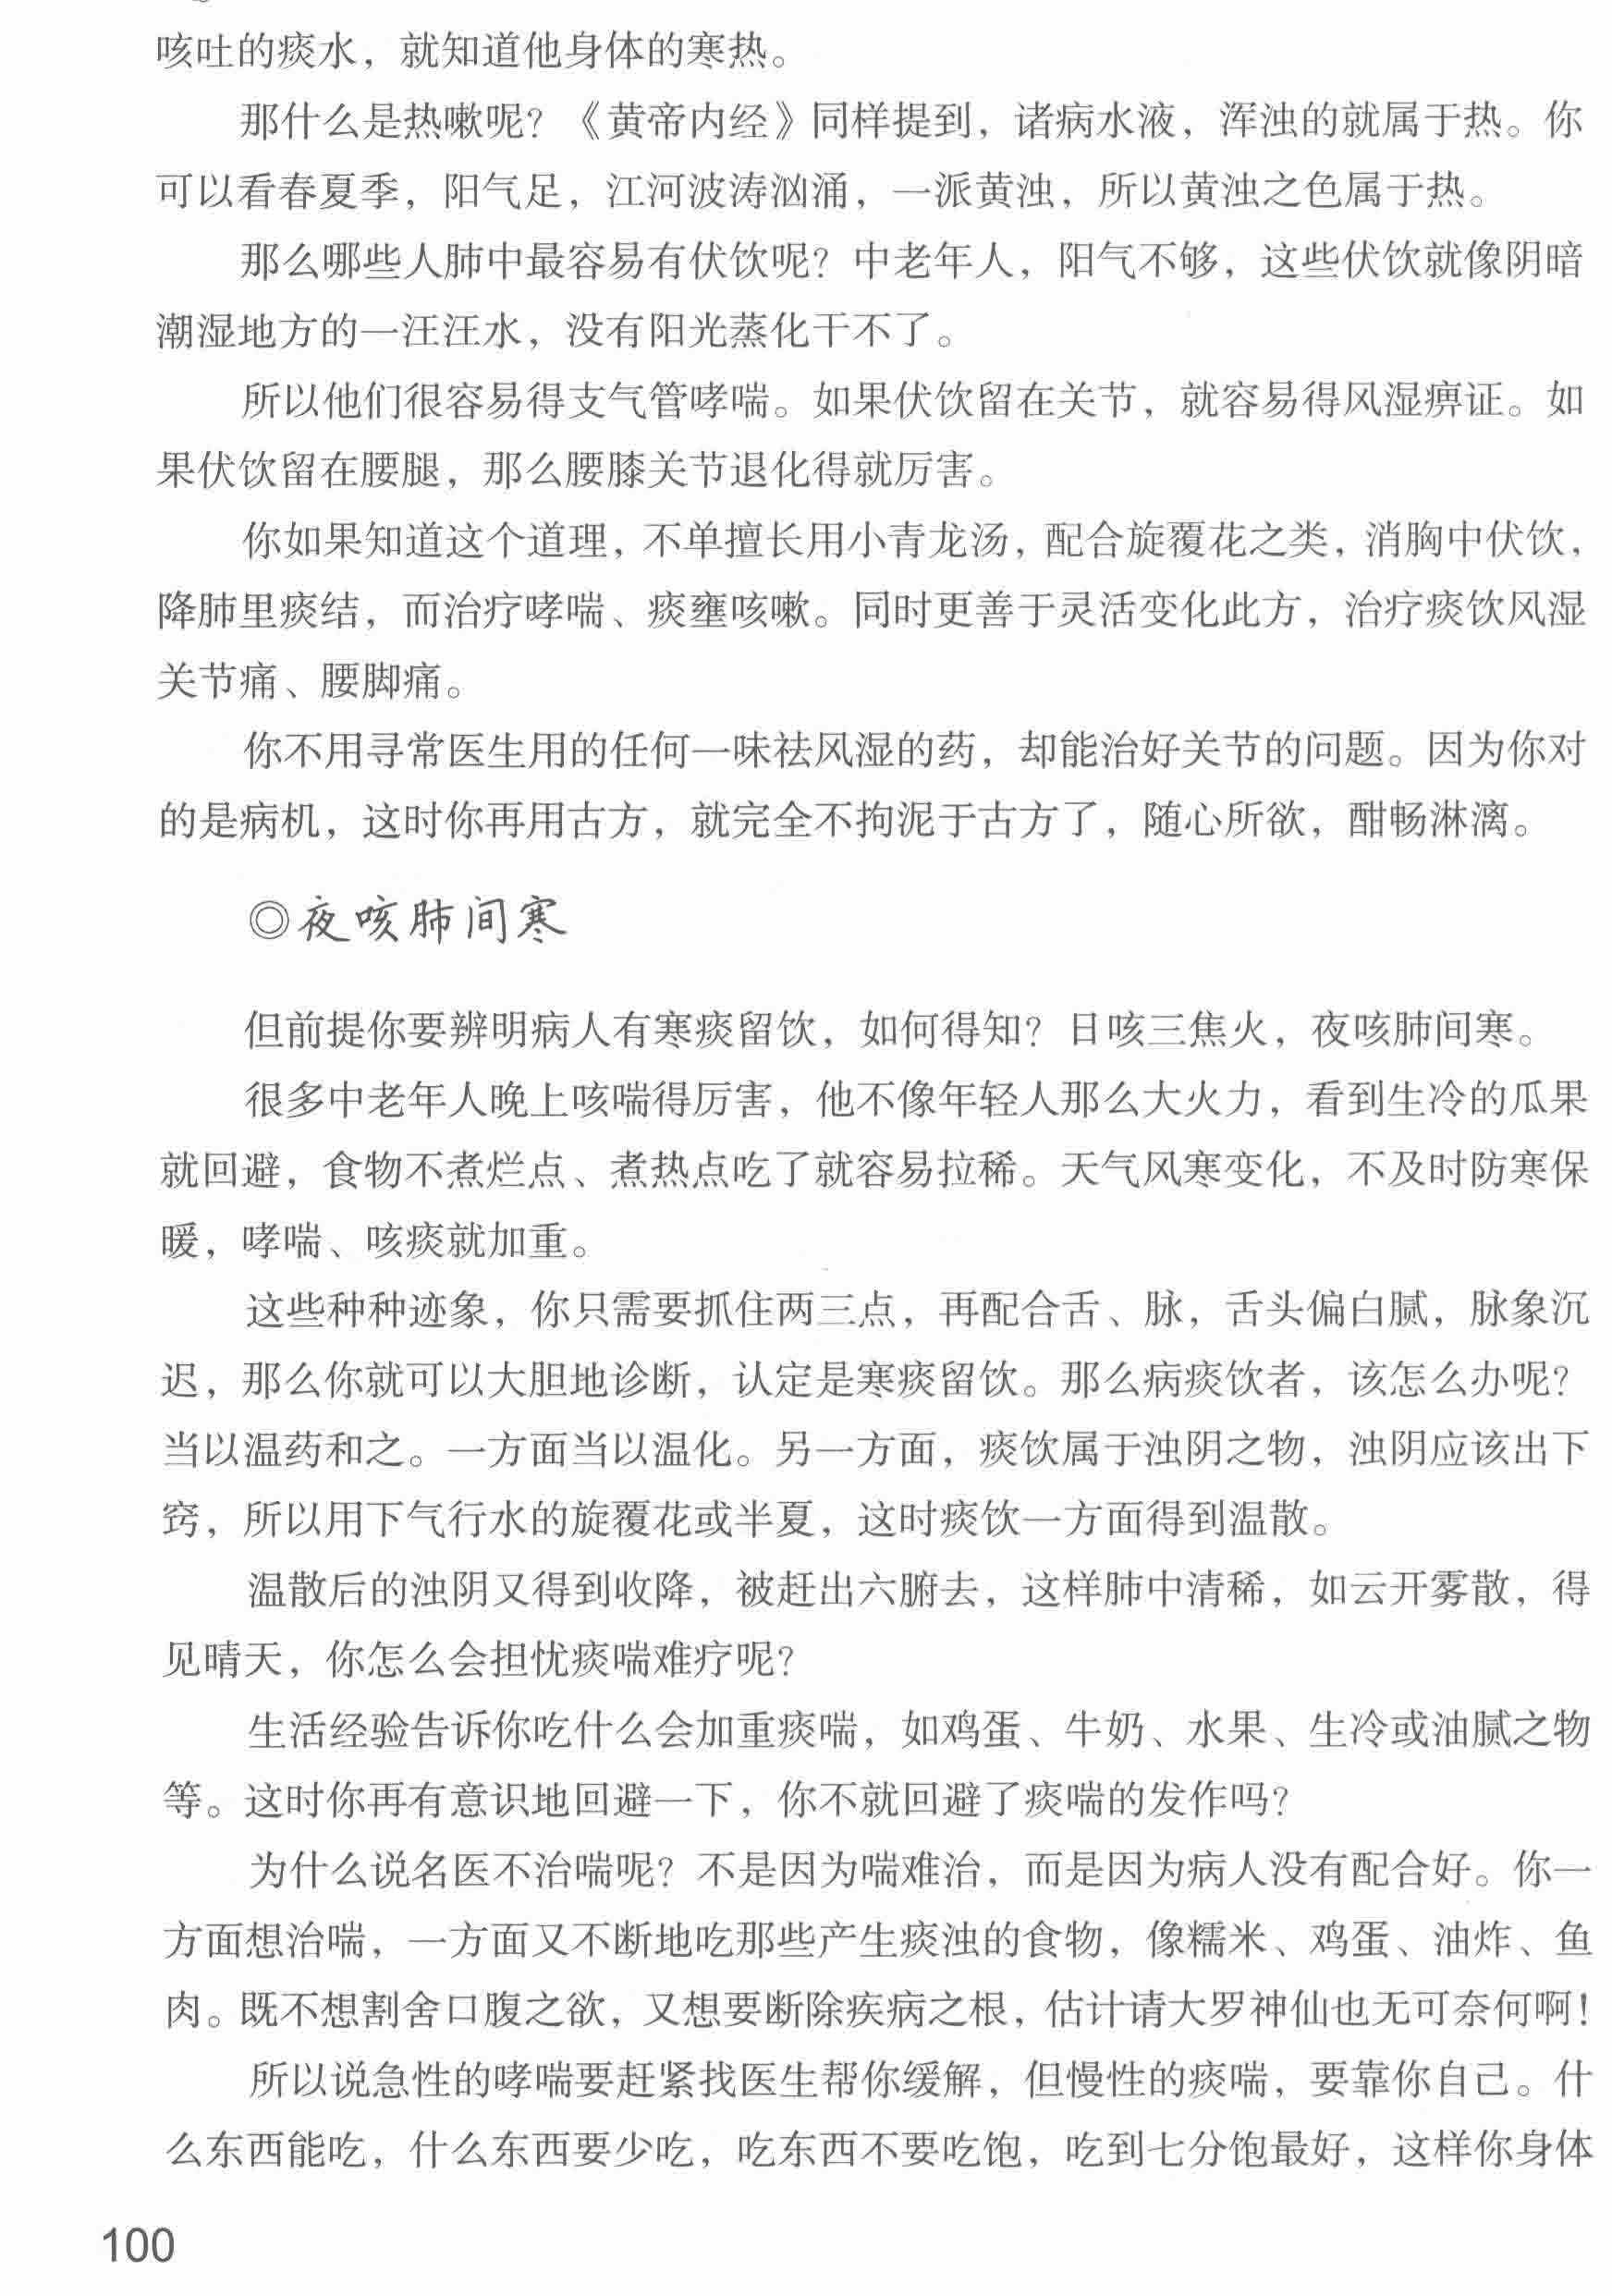 咳吐的痰水，就知道他身体的寒热。
那什么是热嗽呢？《黄帝内经》同样提到，诸病水液，浑浊的就属于热。你
可以看春夏季，阳气足，江河波涛汹涌，一派黄浊，所以黄浊之色属于热。
那么哪些人肺中最容易有伏饮呢？中老年人，阳气不够，这些伏饮就像阴暗
潮湿地方的一汪汪水，没有阳光蒸化干不了。
所以他们很容易得支气管哮喘。如果伏饮留在关节，就容易得风湿痹证。如
果伏饮留在腰腿，那么腰膝关节退化得就厉害。
你如果知道这个道理，不单擅长用小青龙汤，配合旋覆花之类，消胸中伏饮，
降肺里痰结，而治疗哮喘、痰壅咳嗽。同时更善于灵活变化此方，治疗痰饮风湿
关节痛、腰脚痛。
你不用寻常医生用的任何一味祛风湿的药，却能治好关节的问题。因为你对
的是病机，这时你再用古方，就完全不拘泥于古方了，随心所欲，酣畅淋漓。
◎夜咳肺间寒
但前提你要辨明病人有寒痰留饮，如何得知？日咳三焦火，夜咳肺间寒。
很多中老年人晚上咳喘得厉害，他不像年轻人那么大火力，看到生冷的瓜果
就回避，食物不煮烂点、煮热点吃了就容易拉稀。天气风寒变化，不及时防寒保
暖，哮喘、咳痰就加重。
这些种种迹象，你只需要抓住两三点，再配合舌、脉，舌头偏白腻，脉象沉
迟，那么你就可以大胆地诊断，认定是寒痰留饮。那么病痰饮者，该怎么办呢？
当以温药和之。一方面当以温化。另一方面，痰饮属于浊阴之物，浊阴应该出下
窍，所以用下气行水的旋覆花或半夏，这时痰饮一方面得到温散。
温散后的浊阴又得到收降，被赶出六腑去，这样肺中清稀，如云开雾散，得
见晴天，你怎么会担忧痰喘难疗呢？
生活经验告诉你吃什么会加重痰喘，如鸡蛋、牛奶、水果、生冷或油腻之物
等。这时你再有意识地回避一下，你不就回避了痰喘的发作吗？
为什么说名医不治喘呢？不是因为喘难治，而是因为病人没有配合好。你一
方面想治喘，一方面又不断地吃那些产生痰浊的食物，像糯米、鸡蛋、油炸、鱼
肉。既不想割舍口腹之欲，又想要断除疾病之根，估计请大罗神仙也无可奈何啊！
所以说急性的哮喘要赶紧找医生帮你缓解，但慢性的痰喘，要靠你自己。什
么东西能吃，什么东西要少吃，吃东西不要吃饱，吃到七分饱最好，这样你身体
100